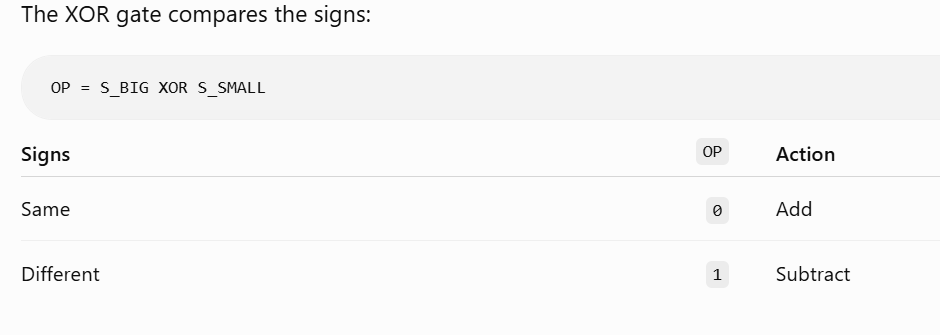 The XOR gate compares the signs:
OP = S_BIG XOR S_SMALL
Signs OP Action
Same 0 Add
Different 1 Subtract